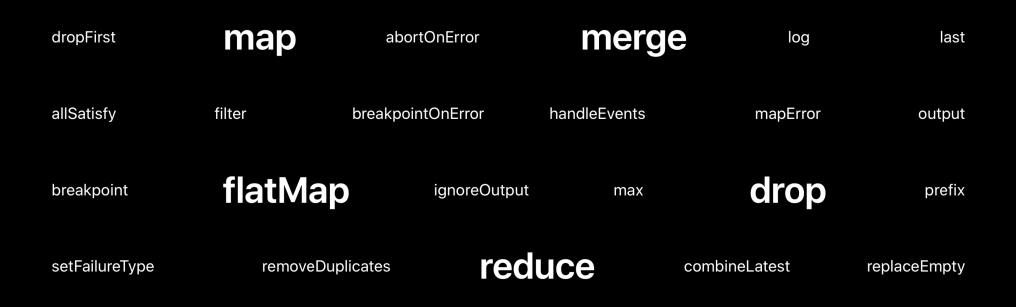 dropFirst map abortOnError merge log last
allSatisfy filter breakpointOnError handleEvents mapError output
breakpoint flatMap ignoreOutput max drop prefix
setFailureType removeDuplicates reduce combineLatest replaceEmpty